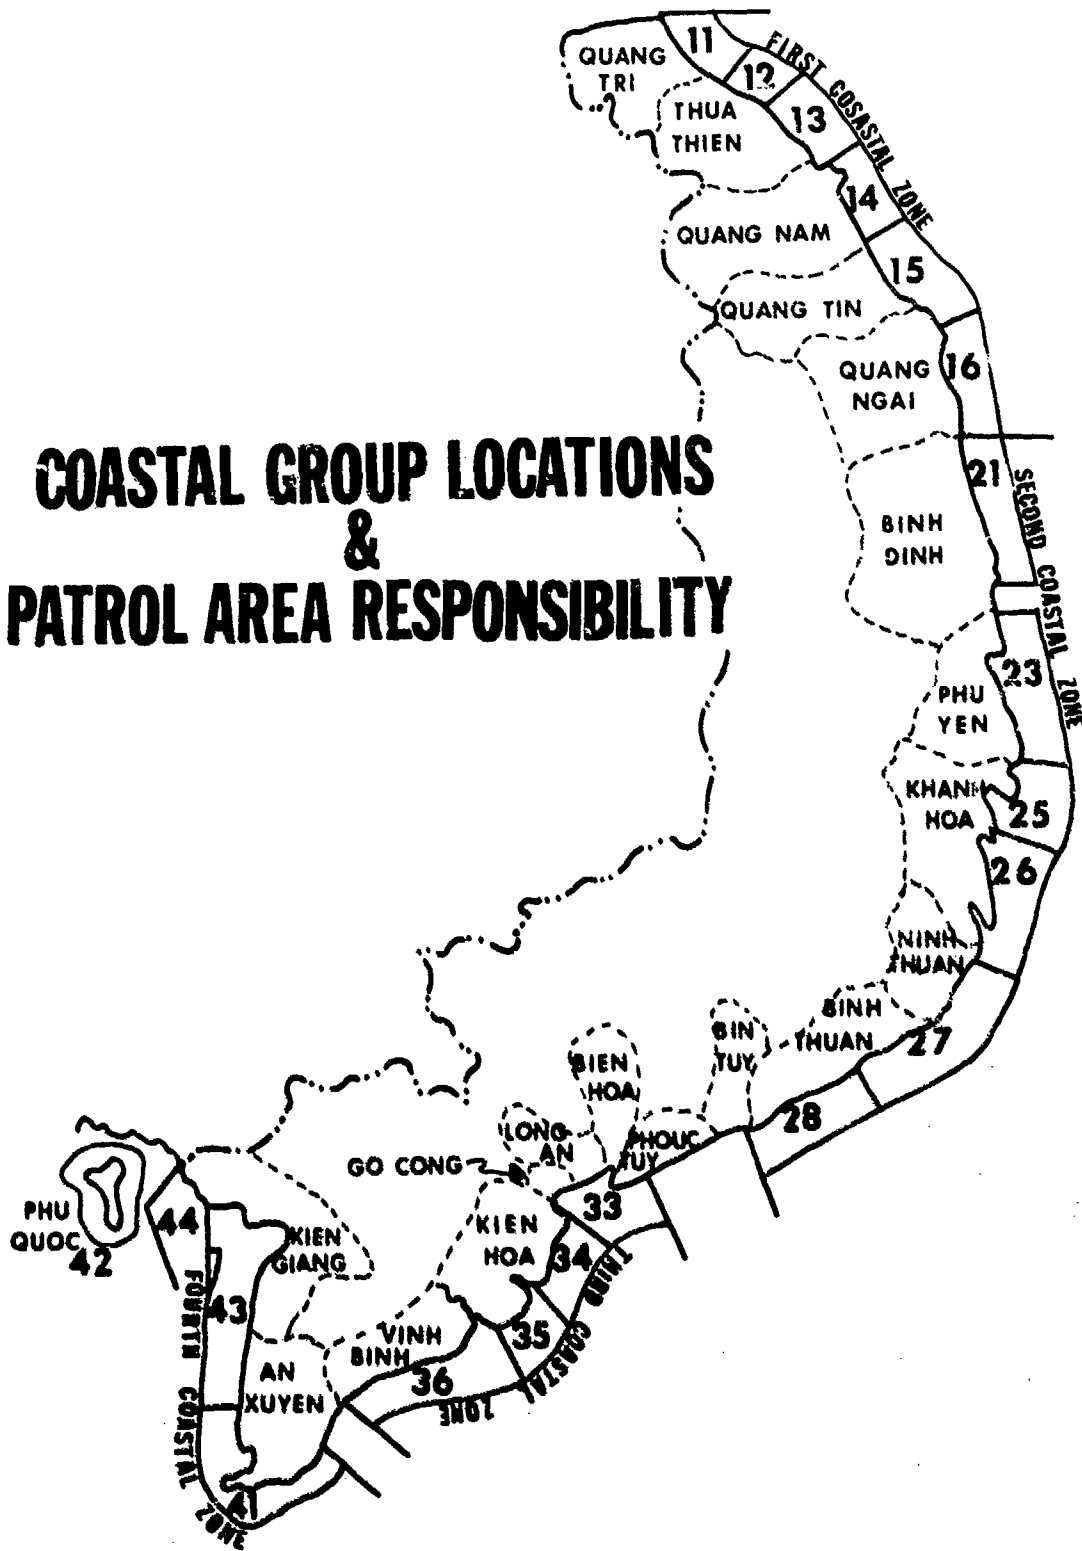 11
QUANG
TRI
12
FIRST COSASTAL ZONE
THUA
THIEN
13
14
QUANG NAM
15
QUANG TIN
16
QUANG
NGAI
COASTAL GROUP LOCATIONS
&
PATROL AREA RESPONSIBILITY
21
SECOND COASTAL ZONE
BINH
DINH
23
PHU
YEN
KHANH
HOA
25
26
NINH
THUAN
BINH
THUAN
27
BIN
TUY
28
BIEN
HOA
LONG
AN
PHOUC
TUY
GO CONG
33
PHU
QUOC
42
44
KIEN
GIANG
KIEN
HOA
34
THIRD COASTAL ZONE
35
43
FOURTH COASTAL ZONE
VINH
BINH
36
AN
XUYEN
41